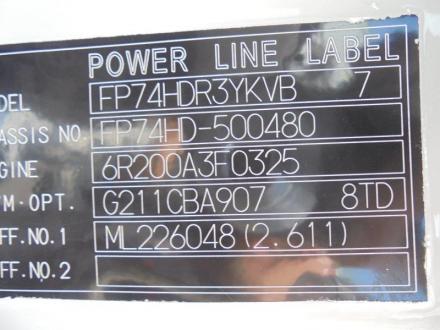 POWER LINE LABEL
DEL FP74HDR3YKVB 7
ASSIS NO. FP74HD-500480
GINE 6R200A3F0325
M·OPT. G211CBA907 8TD
FF.NO.1 ML226048(2.611)
FF.NO.2